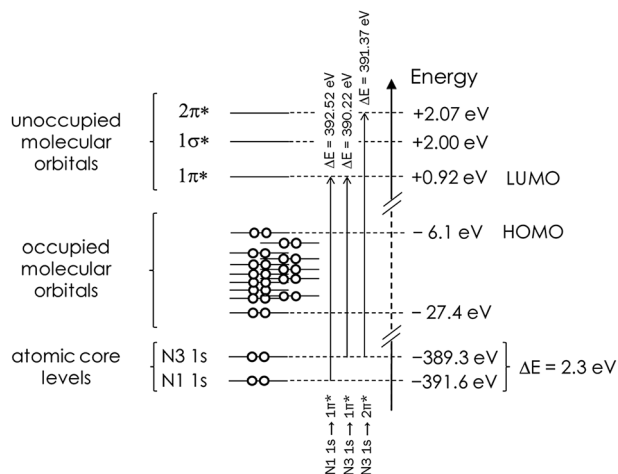 Energy
unoccupied
molecular
orbitals
2π*
1σ*
1π*
ΔE = 392.52 eV
ΔE = 390.22 eV
ΔE = 391.37 eV
+2.07 eV
+2.00 eV
+0.92 eV LUMO
occupied
molecular
orbitals
− 6.1 eV HOMO
− 27.4 eV
atomic core
levels
N3 1s
N1 1s
−389.3 eV
−391.6 eV
ΔE = 2.3 eV
N1 1s → 1π*
N3 1s → 1π*
N3 1s → 2π*